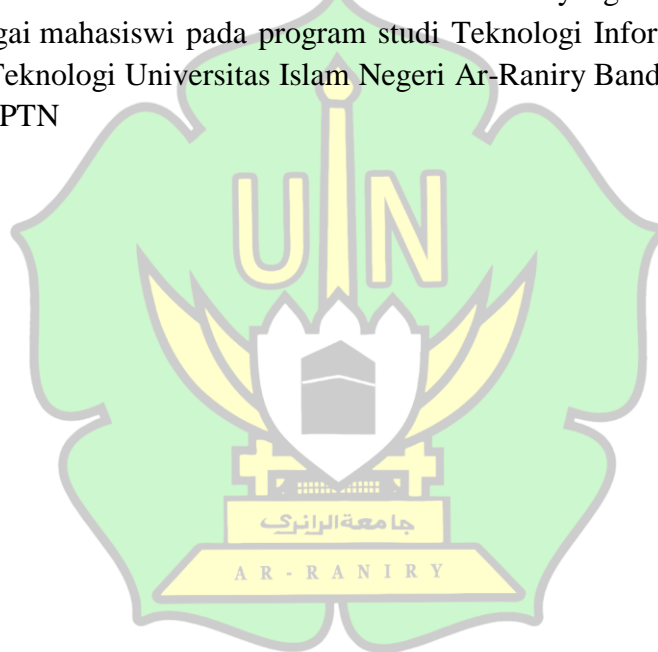 gai mahasiswi pada program studi Teknologi Infor
Teknologi Universitas Islam Negeri Ar-Raniry Band
PTN
UIN
جامعة الرانري
AR-RANIRY